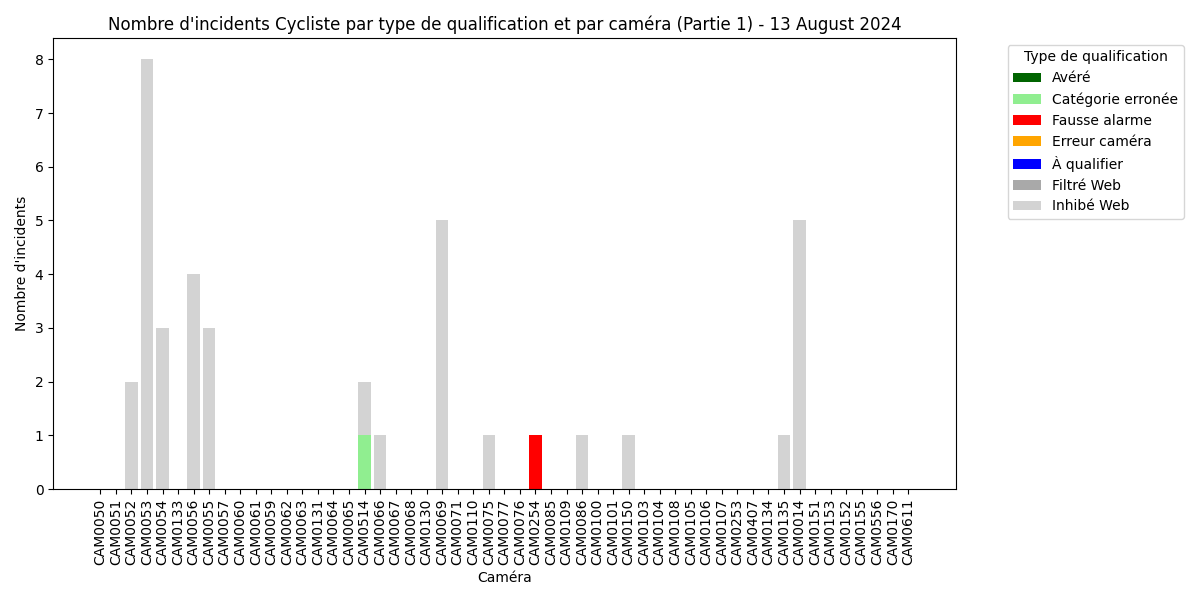 Nombre d'incidents Cycliste par type de qualification et par caméra (Partie 1) - 13 August 2024
Nombre d'incidents
8
7
6
5
4
3
2
1
0
CAM0050
CAM0051
CAM0052
CAM0053
CAM0054
CAM0133
CAM0056
CAM0055
CAM0057
CAM0060
CAM0061
CAM0059
CAM0062
CAM0063
CAM0131
CAM0064
CAM0065
CAM0514
CAM0066
CAM0067
CAM0068
CAM0130
CAM0069
CAM0071
CAM0110
CAM0075
CAM0077
CAM0076
CAM0254
CAM0085
CAM0109
CAM0086
CAM0100
CAM0101
CAM0150
CAM0103
CAM0104
CAM0108
CAM0105
CAM0106
CAM0107
CAM0253
CAM0407
CAM0134
CAM0135
CAM0014
CAM0151
CAM0153
CAM0152
CAM0155
CAM0556
CAM0170
CAM0611
Caméra
Type de qualification
Avéré
Catégorie erronée
Fausse alarme
Erreur caméra
À qualifier
Filtré Web
Inhibé Web